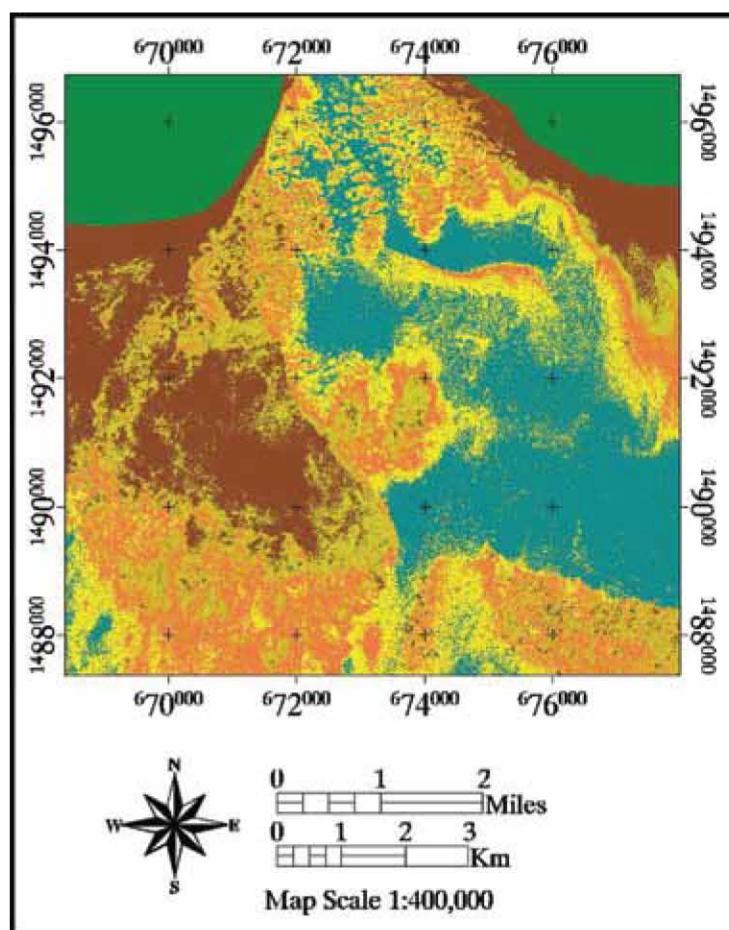 ⁶70⁰⁰⁰ ⁶72⁰⁰⁰ ⁶74⁰⁰⁰ ⁶76⁰⁰⁰
¹⁴96⁰⁰⁰ ¹⁴96⁰⁰⁰
¹⁴94⁰⁰⁰ ¹⁴94⁰⁰⁰
¹⁴92⁰⁰⁰ ¹⁴92⁰⁰⁰
¹⁴90⁰⁰⁰ ¹⁴90⁰⁰⁰
¹⁴88⁰⁰⁰ ¹⁴88⁰⁰⁰
⁶70⁰⁰⁰ ⁶72⁰⁰⁰ ⁶74⁰⁰⁰ ⁶76⁰⁰⁰
N
W E
S
0 1 2
Miles
0 1 2 3
Km
Map Scale 1:400,000